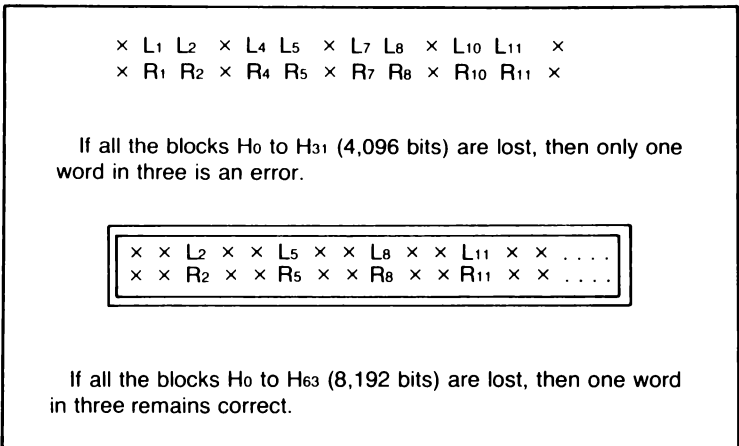 × L1 L2 × L4 L5 × L7 L8 × L10 L11 ×
× R1 R2 × R4 R5 × R7 R8 × R10 R11 ×
If all the blocks H0 to H31 (4,096 bits) are lost, then only one
word in three is an error.
× × L2 × × L5 × × L8 × × L11 × × ....
× × R2 × × R5 × × R8 × × R11 × × ....
If all the blocks H0 to H63 (8,192 bits) are lost, then one word
in three remains correct.